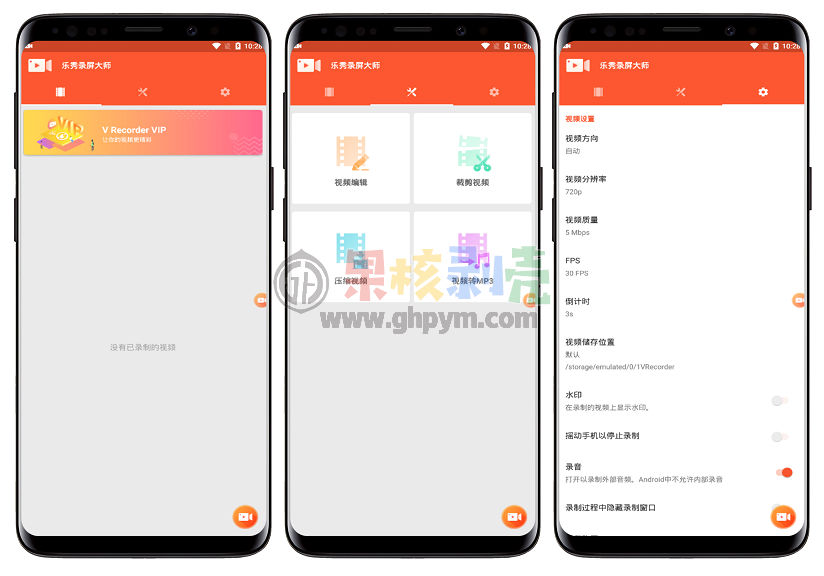 10:28
乐秀录屏大师
V Recorder VIP
让你的视频更精彩
没有已录制的视频
10:28
乐秀录屏大师
视频编辑
裁剪视频
压缩视频
视频转MP3
果核剥壳
www.ghpym.com
10:28
乐秀录屏大师
视频设置
视频方向
自动
视频分辨率
720p
视频质量
5 Mbps
FPS
30 FPS
倒计时
3s
视频储存位置
默认
/storage/emulated/0/1VRecorder
水印
在录制的视频上显示水印。
摇动手机以停止录制
录音
打开以录制外部音频。Android中不允许内部录音
录制过程中隐藏录制窗口